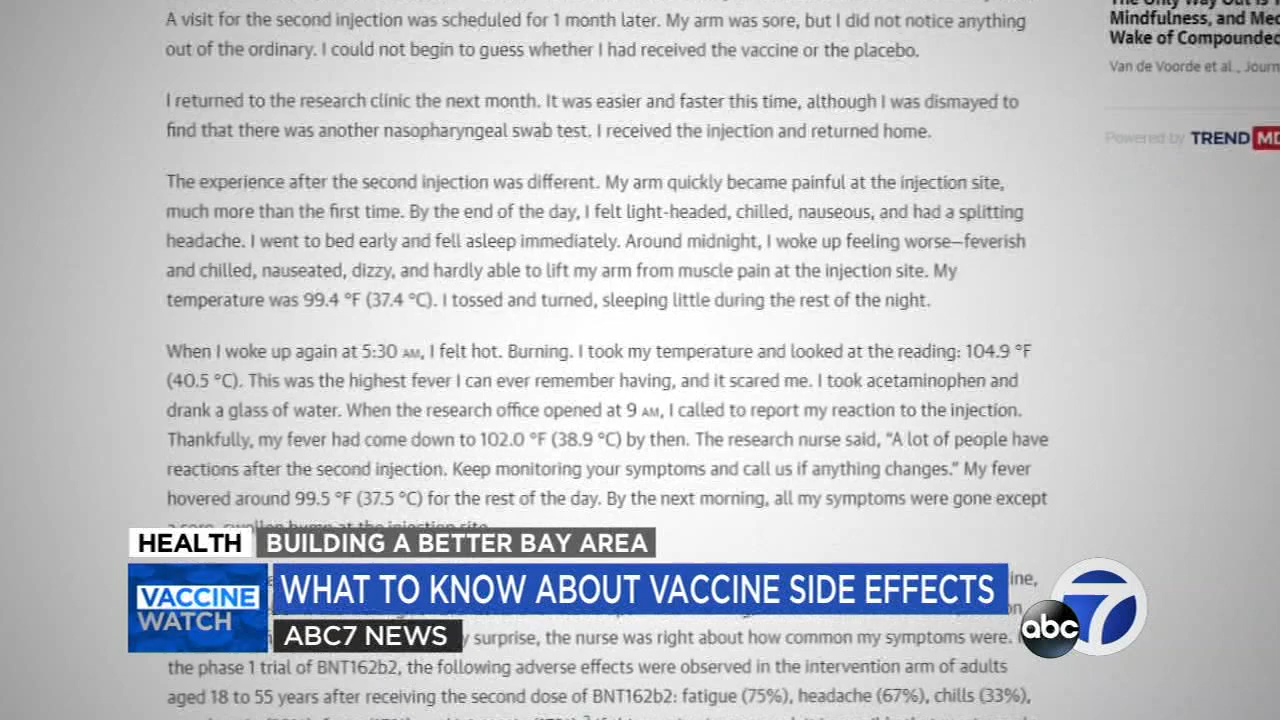 A visit for the second injection was scheduled for 1 month later. My arm was sore, but I did not notice anything
out of the ordinary. I could not begin to guess whether I had received the vaccine or the placebo.
I returned to the research clinic the next month. It was easier and faster this time, although I was dismayed to
find that there was another nasopharyngeal swab test. I received the injection and returned home.
The experience after the second injection was different. My arm quickly became painful at the injection site,
much more than the first time. By the end of the day, I felt light-headed, chilled, nauseous, and had a splitting
headache. I went to bed early and fell asleep immediately. Around midnight, I woke up feeling worse—feverish
and chilled, nauseated, dizzy, and hardly able to lift my arm from muscle pain at the injection site. My
temperature was 99.4 °F (37.4 °C). I tossed and turned, sleeping little during the rest of the night.
When I woke up again at 5:30 AM, I felt hot. Burning. I took my temperature and looked at the reading: 104.9 °F
(40.5 °C). This was the highest fever I can ever remember having, and it scared me. I took acetaminophen and
drank a glass of water. When the research office opened at 9 AM, I called to report my reaction to the injection.
Thankfully, my fever had come down to 102.0 °F (38.9 °C) by then. The research nurse said, "A lot of people have
reactions after the second injection. Keep monitoring your symptoms and call us if anything changes." My fever
hovered around 99.5 °F (37.5 °C) for the rest of the day. By the next morning, all my symptoms were gone except
a sore, swollen bump at the injection site.
ine,
on
surprise, the nurse was right about how common my symptoms were.
the phase 1 trial of BNT162b2, the following adverse effects were observed in the intervention arm of adults
aged 18 to 55 years after receiving the second dose of BNT162b2: fatigue (75%), headache (67%), chills (33%),
The Only Way Out is
Mindfulness, and Med
Wake of Compounded
Van de Voorde et al., Journ
Powered by TREND MD
HEALTH BUILDING A BETTER BAY AREA
VACCINE
WATCH
WHAT TO KNOW ABOUT VACCINE SIDE EFFECTS
ABC7 NEWS
abc 7